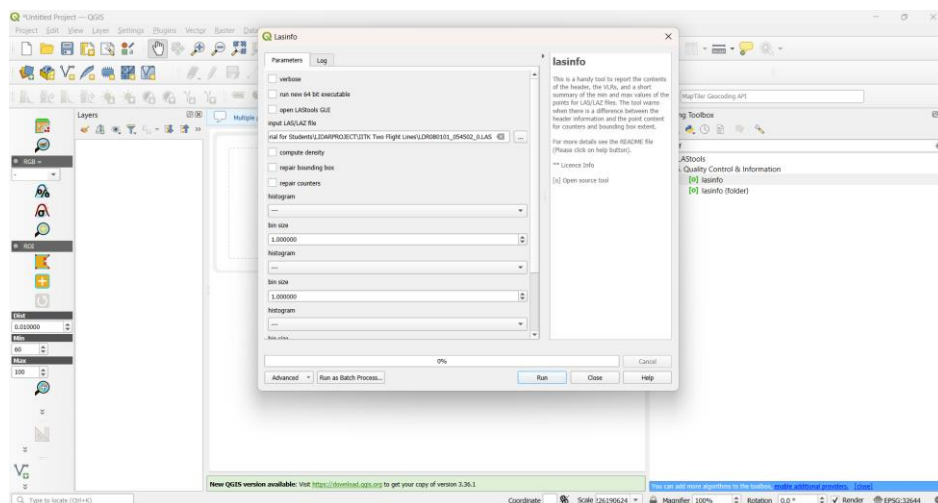 *Untitled Project — QGIS
Project Edit View Layer Settings Plugins Vector Raster
Layers
RGB =
-
ROI
Dist
0.010000
Min
60
Max
100
Multiple
Lasinfo
Parameters Log
verbose
run new 64 bit executable
open LAStools GUI
input LAS/LAZ file
rial for Students\LIDARPROJECT\IITK Two Flight Lines\LDR080101_054502_0.LAS
...
compute density
repair bounding box
repair counters
histogram
---
bin size
1.000000
histogram
---
bin size
1.000000
histogram
---
bin size
0%
Cancel
Advanced
Run as Batch Process...
Run
Close
Help
lasinfo
This is a handy tool to report the contents
of the header, the VLRs, and a short
summary of the min and max values of the
points for LAS/LAZ files. The tool warns
when there is a difference between the
header information and the point content
for counters and bounding box extent.
For more details see the README file
(Please click on help button).
** Licence Info
[o] Open source tool
MapTiler Geocoding API
ng Toolbox
LAStools
Quality Control & Information
[o] lasinfo
[o] lasinfo (folder)
New QGIS version available: Visit https://download.qgis.org to get your copy of version 3.36.1
You can add more algorithms to the toolbox, enable additional providers. [close]
Type to locate (Ctrl+K)
Coordinate
Scale
:26190624
Magnifier 100%
Rotation 0.0 °
Render
EPSG:32644